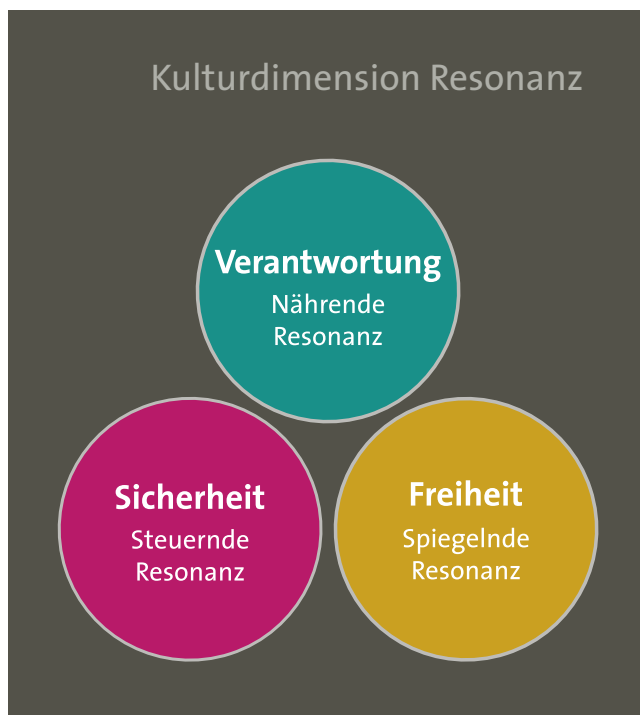 Kulturdimension Resonanz
Verantwortung
Nährende
Resonanz
Sicherheit
Steuernde
Resonanz
Freiheit
Spiegelnde
Resonanz